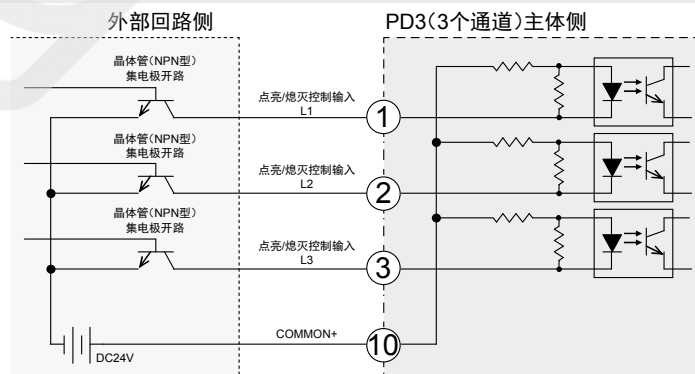 外部回路侧
PD3(3个通道)主体侧
晶体管(NPN型)
集电极开路
点亮/熄灭控制输入
L1
1
晶体管(NPN型)
集电极开路
点亮/熄灭控制输入
L2
2
晶体管(NPN型)
集电极开路
点亮/熄灭控制输入
L3
3
COMMON+
10
DC24V